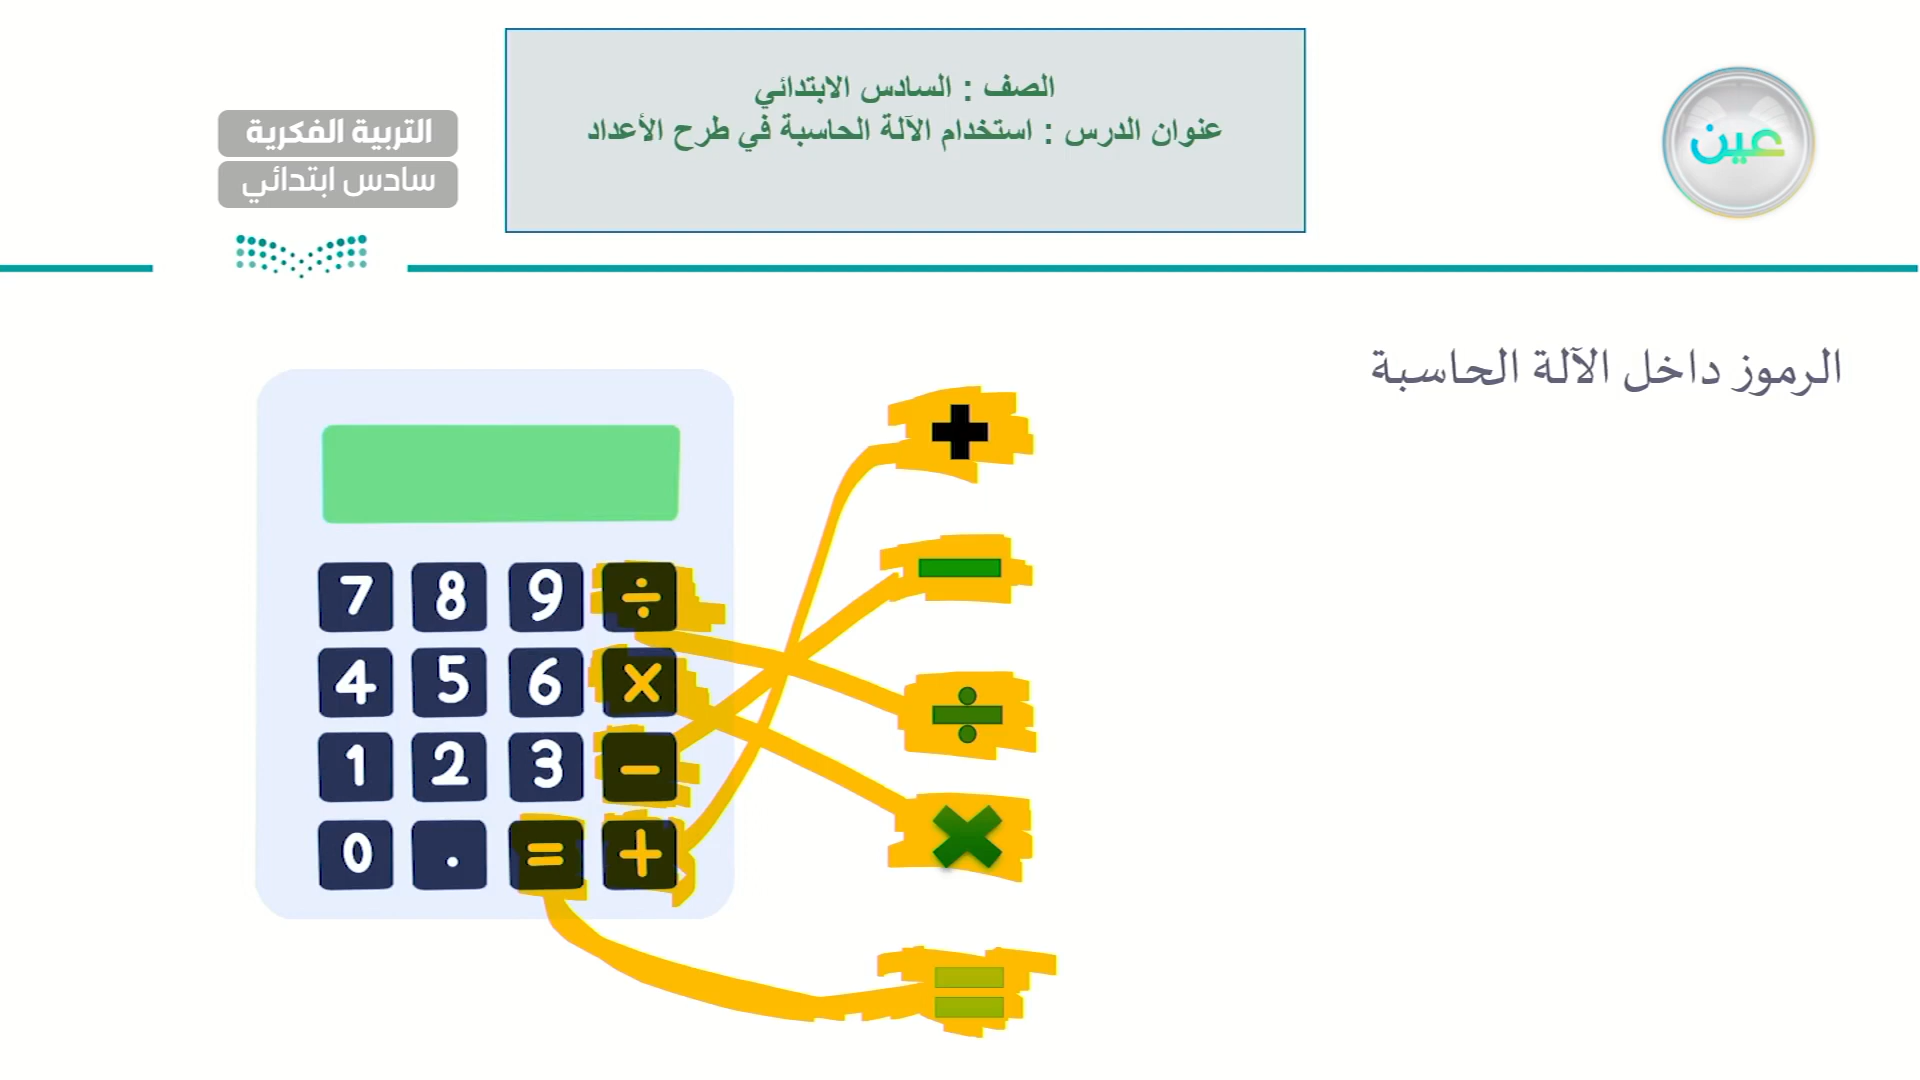 الصف : السادس الابتدائي
عنوان الدرس : استخدام الآلة الحاسبة في طرح الأعداد
عين
التربية الفكرية
سادس ابتدائي
الرموز داخل الآلة الحاسبة
+
−
÷
×
=
7 8 9 ÷
4 5 6 ×
1 2 3 −
0 . = +